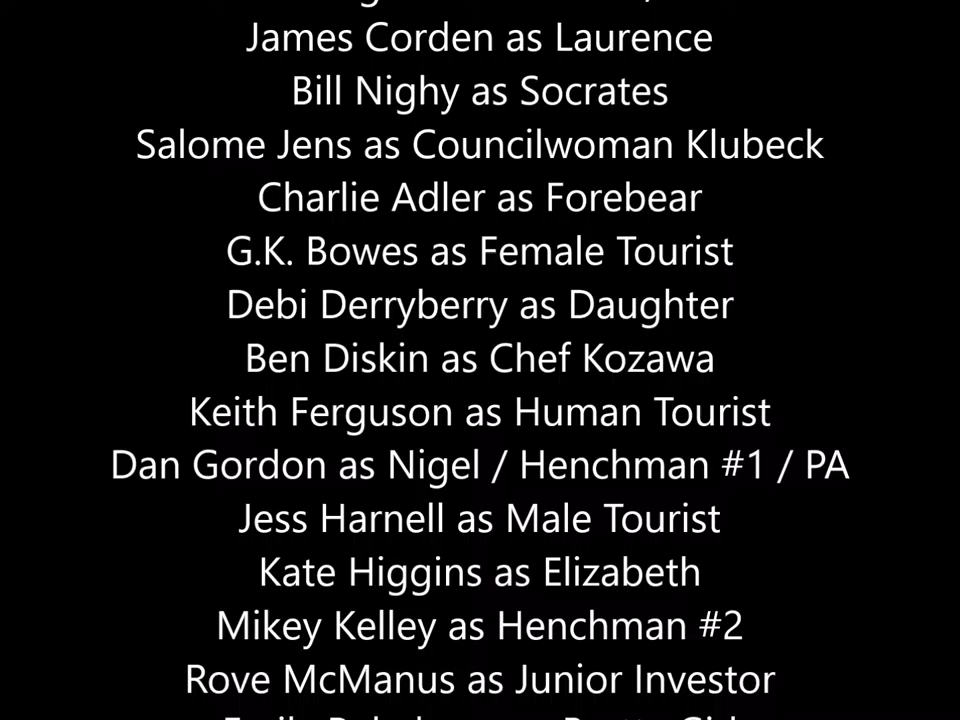 James Corden as Laurence
Bill Nighy as Socrates
Salome Jens as Councilwoman Klubeck
Charlie Adler as Forebear
G.K. Bowes as Female Tourist
Debi Derryberry as Daughter
Ben Diskin as Chef Kozawa
Keith Ferguson as Human Tourist
Dan Gordon as Nigel / Henchman #1 / PA
Jess Harnell as Male Tourist
Kate Higgins as Elizabeth
Mikey Kelley as Henchman #2
Rove McManus as Junior Investor